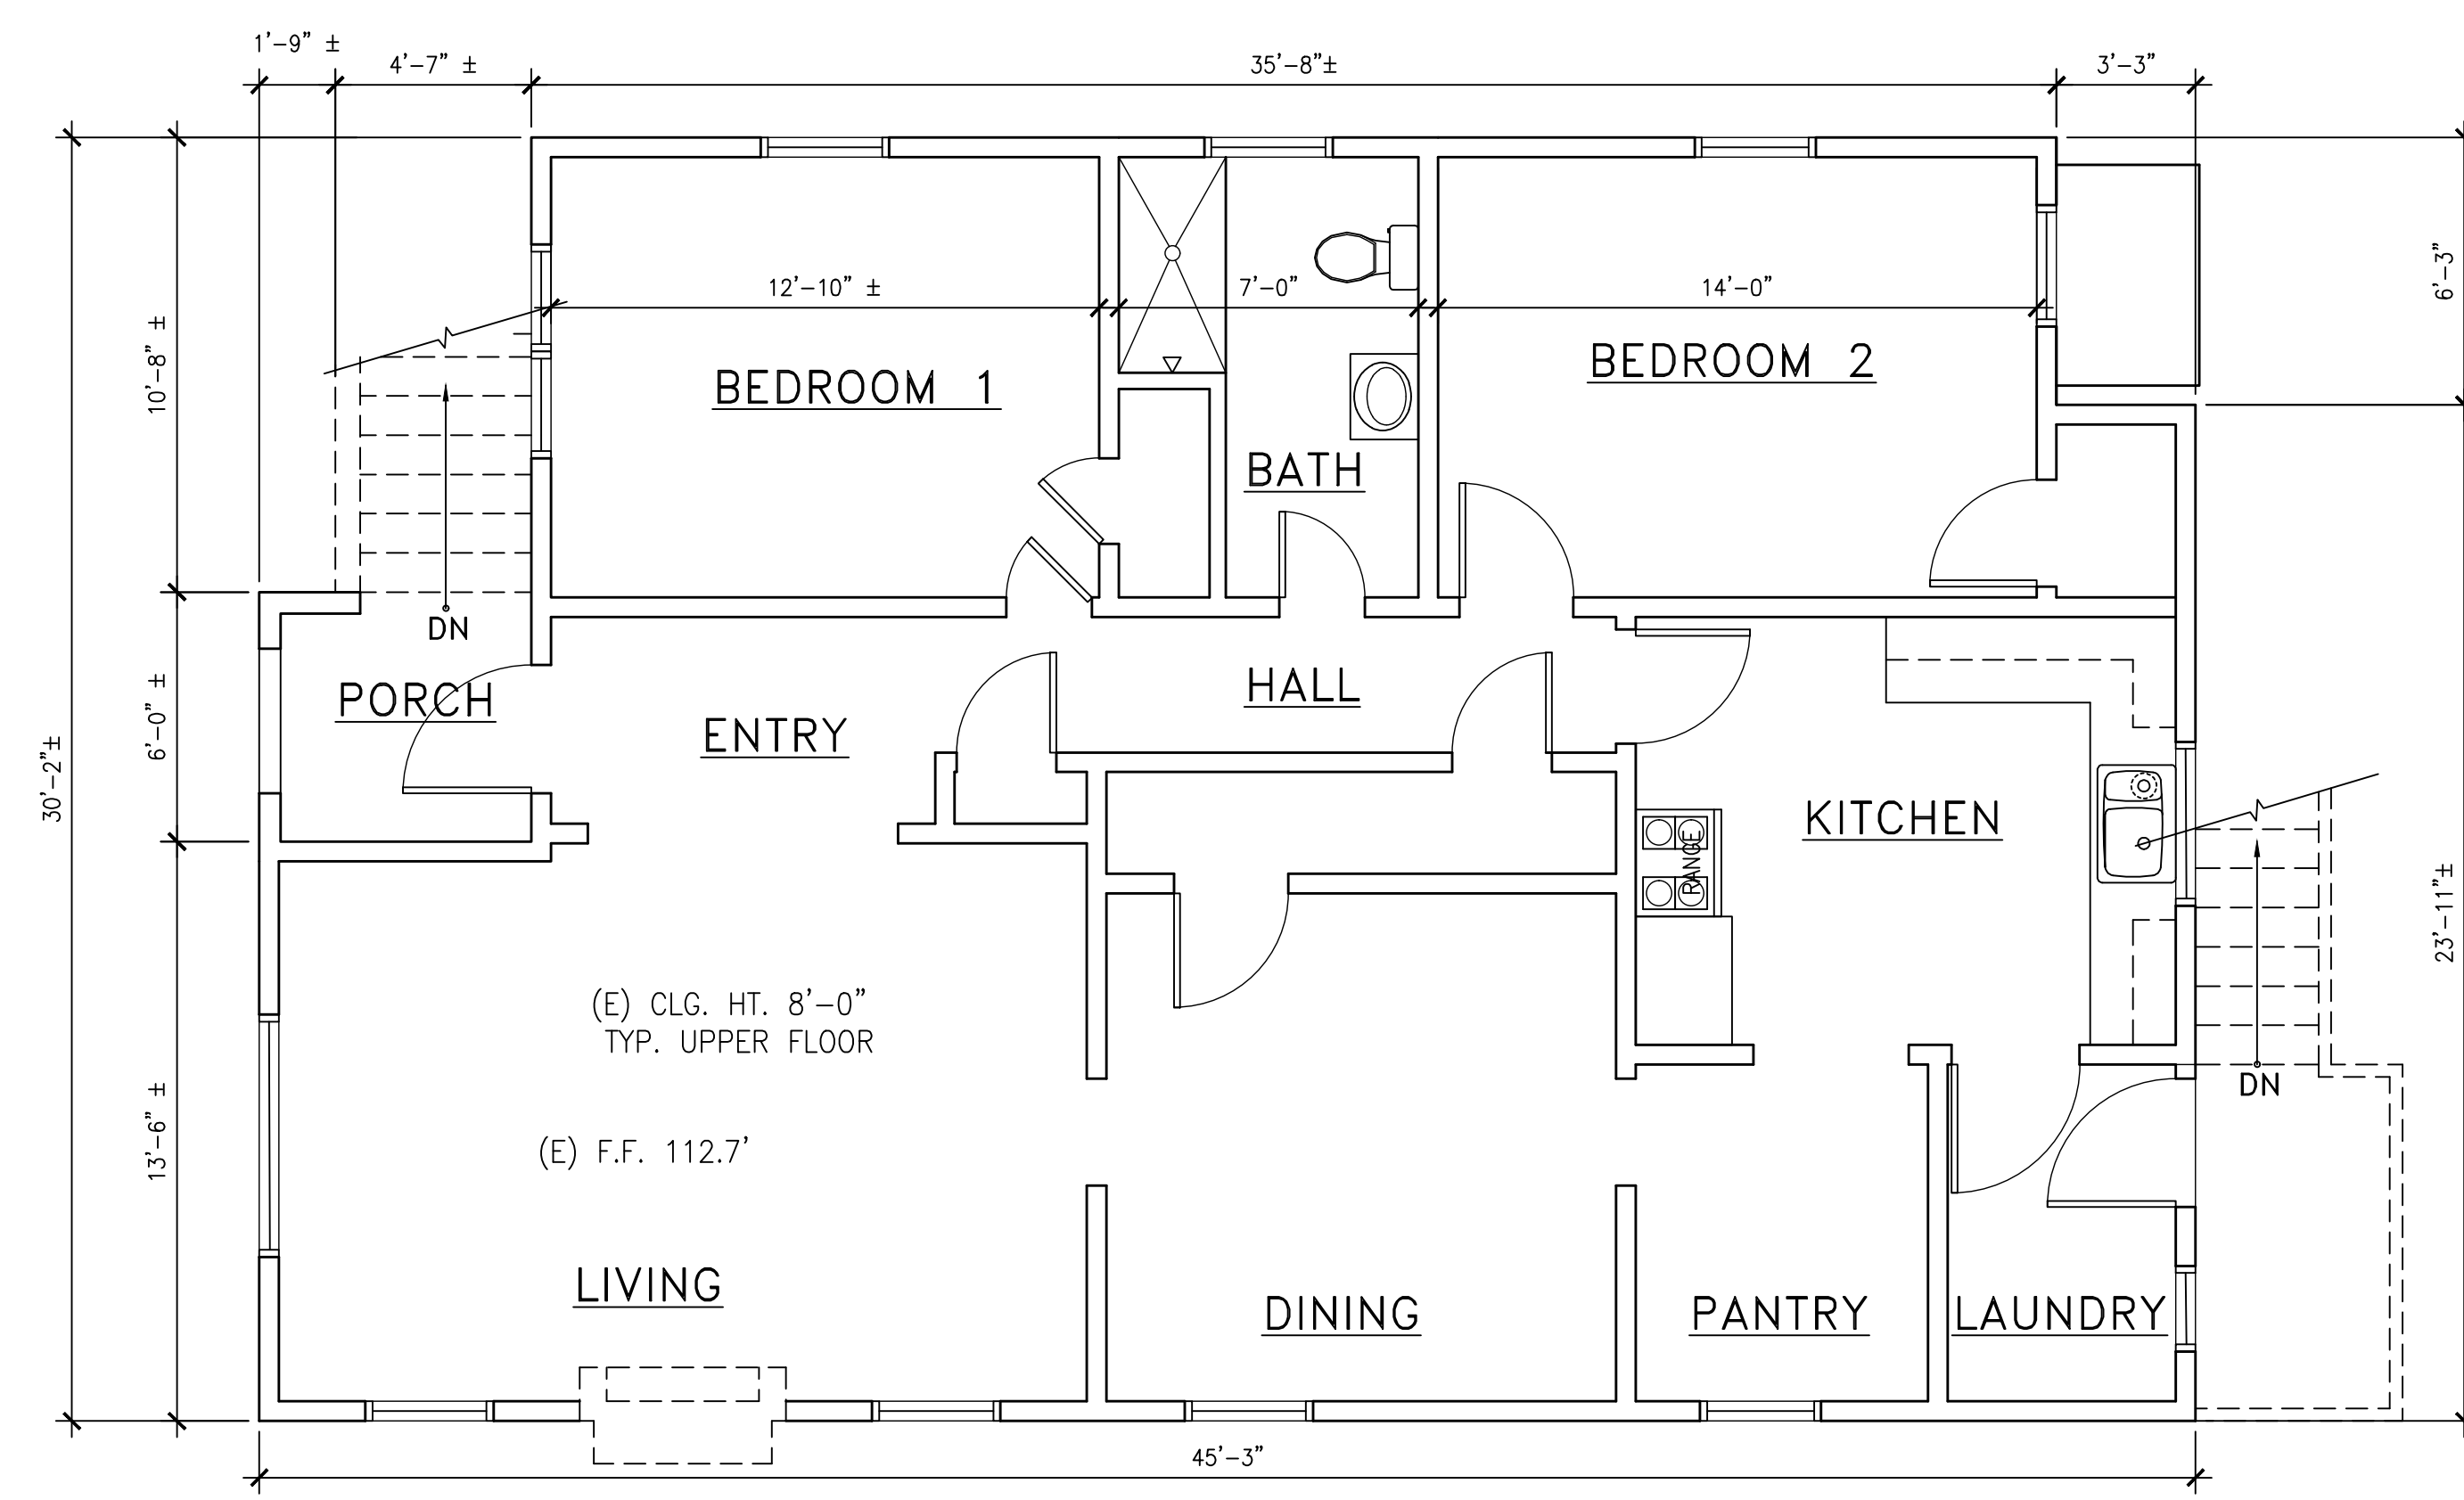 1'-9" ±
4'-7" ±
35'-8"±
3'-3"
12'-10" ±
7'-0"
14'-0"
6'-3"
10'-8" ±
BEDROOM 1
BEDROOM 2
BATH
DN
PORCH
HALL
ENTRY
6'-0" ±
30'-2"±
KITCHEN
RANGE
23'-11"±
(E) CLG. HT. 8'-0"
TYP. UPPER FLOOR
DN
13'-6" ±
(E) F.F. 112.7'
LIVING
DINING
PANTRY
LAUNDRY
45'-3"